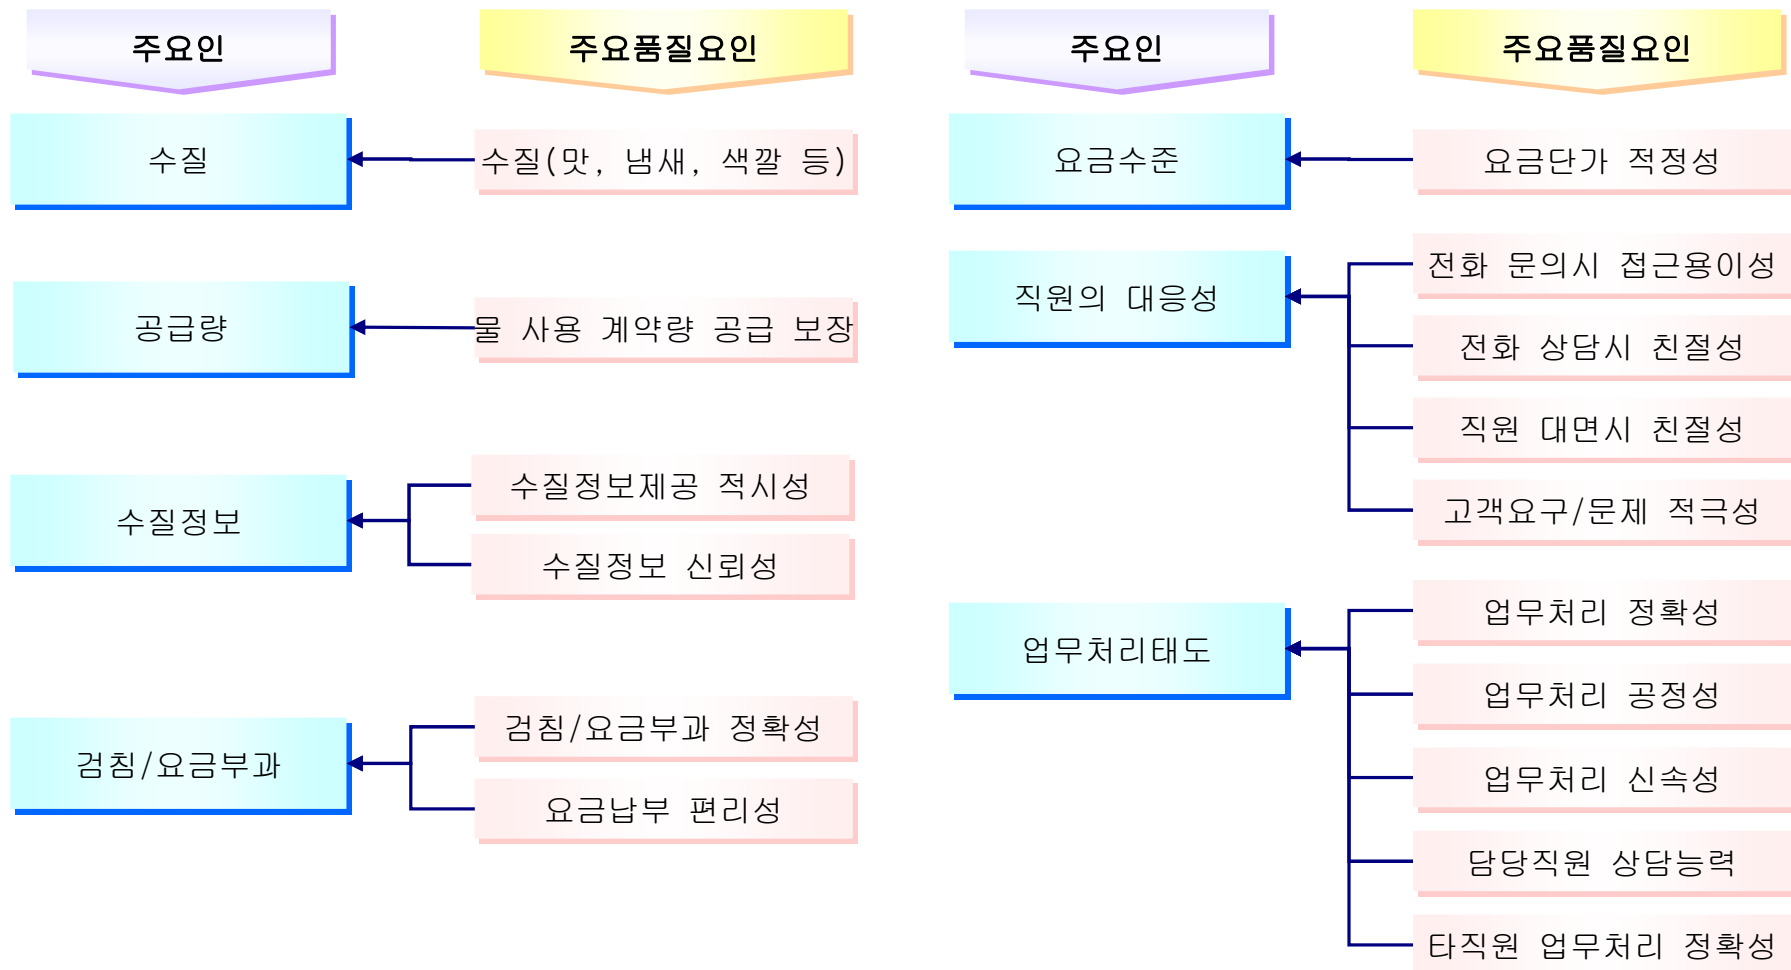 주요인
주요품질요인
수질
수질(맛, 냄새, 색깔 등)
공급량
물 사용 계약량 공급 보장
수질정보
수질정보제공 적시성
수질정보 신뢰성
검침/요금부과
검침/요금부과 정확성
요금납부 편리성
주요인
주요품질요인
요금수준
요금단가 적정성
직원의 대응성
전화 문의시 접근용이성
전화 상담시 친절성
직원 대면시 친절성
고객요구/문제 적극성
업무처리태도
업무처리 정확성
업무처리 공정성
업무처리 신속성
담당직원 상담능력
타직원 업무처리 정확성